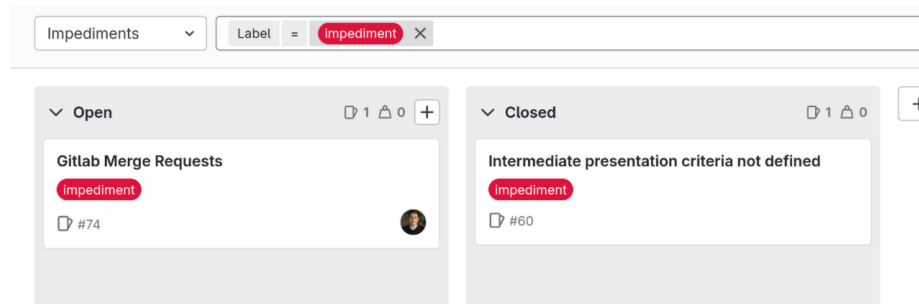 Impediments
Label = impediment
Open 1 0
Gitlab Merge Requests
impediment
#74
Closed 1 0
Intermediate presentation criteria not defined
impediment
#60